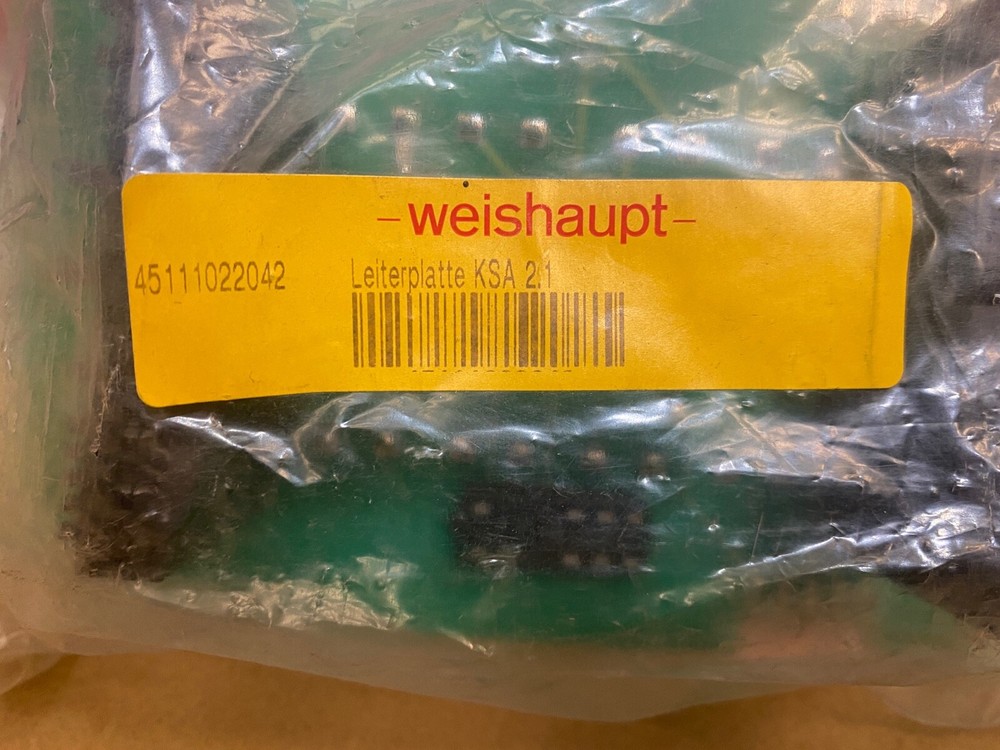 -weishaupt-
45111022042 Leiterplatte KSA 2.1